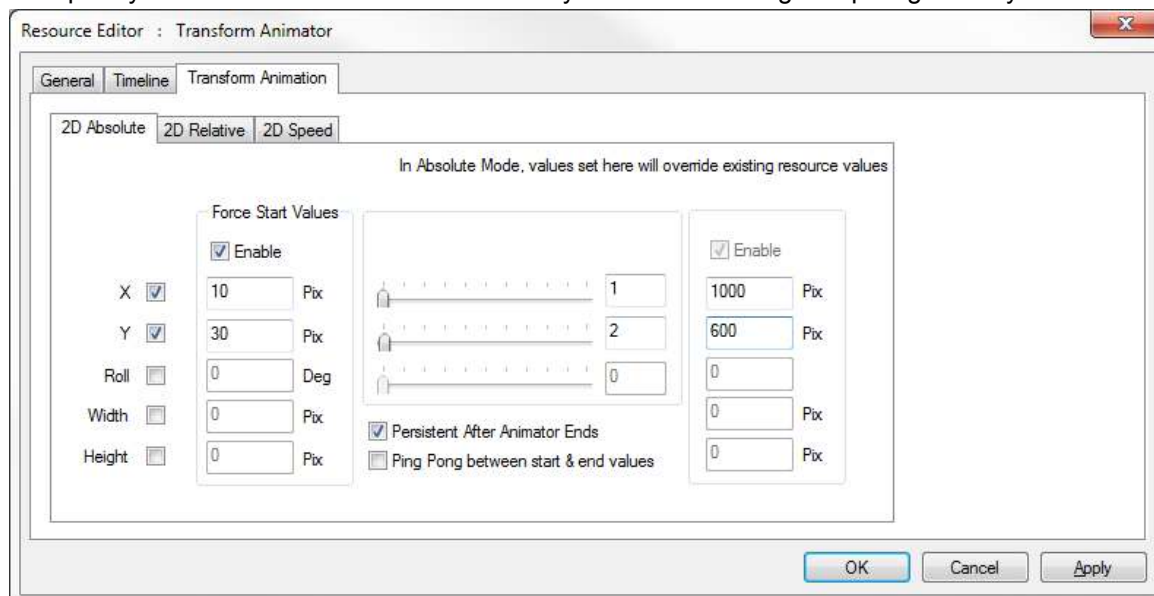 Resource Editor : Transform Animator
General Timeline Transform Animation
2D Absolute 2D Relative 2D Speed
In Absolute Mode, values set here will override existing resource values
Force Start Values
Enable Enable
X 10 Pix 1 1000 Pix
Y 30 Pix 2 600 Pix
Roll 0 Deg 0 0
Width 0 Pix 0 Pix
Persistent After Animator Ends
Height 0 Pix 0 Pix
Ping Pong between start & end values
OK Cancel Apply